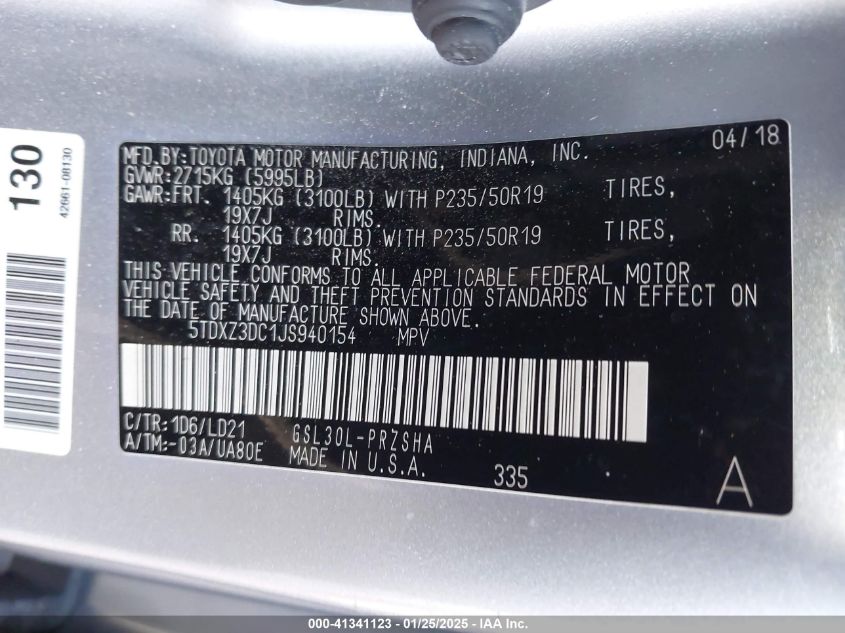 130
42661-08130
04/18
MFD.BY:TOYOTA MOTOR MANUFACTURING, INDIANA, INC.
GVWR:2715KG (5995LB)
GAWR:FRT. 1405KG (3100LB) WITH P235/50R19 TIRES,
19X7J RIMS.
RR. 1405KG (3100LB) WITH P235/50R19 TIRES,
19X7J RIMS.
THIS VEHICLE CONFORMS TO ALL APPLICABLE FEDERAL MOTOR
VEHICLE SAFETY AND THEFT PREVENTION STANDARDS IN EFFECT ON
THE DATE OF MANUFACTURE SHOWN ABOVE.
5TDXZ3DC1JS940154 MPV
C/TR:1D6/LD21 GSL30L-PRZSHA
A/TM:-03A/UA80E MADE IN U.S.A.
335
A
000-41341123 - 01/25/2025 - IAA Inc.